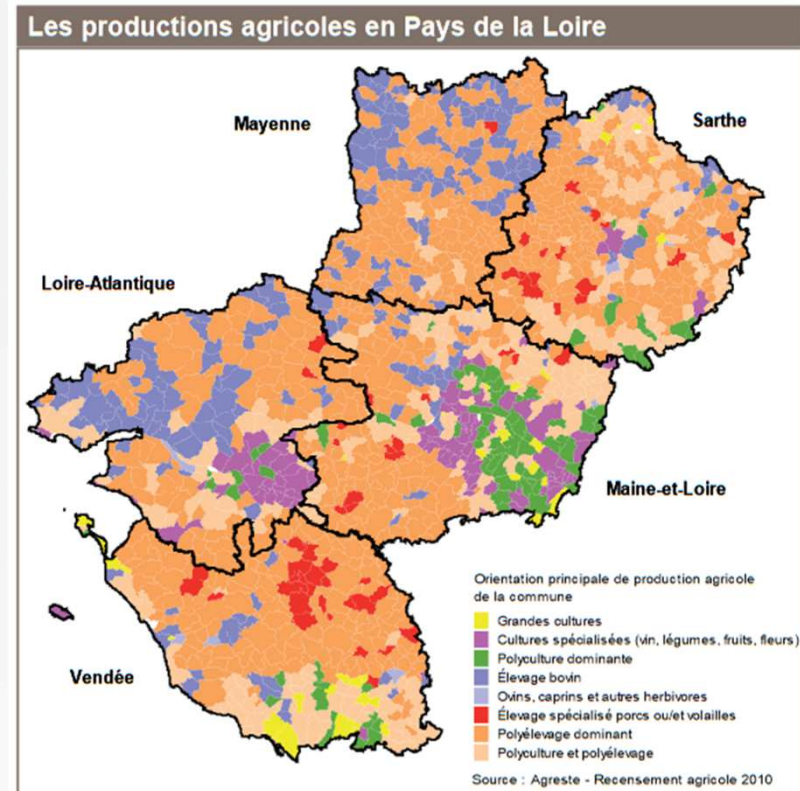 Les productions agricoles en Pays de la Loire
Mayenne
Sarthe
Loire-Atlantique
Maine-et-Loire
Vendée
Orientation principale de production agricole
de la commune
Grandes cultures
Cultures spécialisées (vin, légumes, fruits, fleurs)
Polyculture dominante
Élevage bovin
Ovins, caprins et autres herbivores
Élevage spécialisé porcs ou/et volailles
Polyélevage dominant
Polyculture et polyélevage
Source : Agreste - Recensement agricole 2010